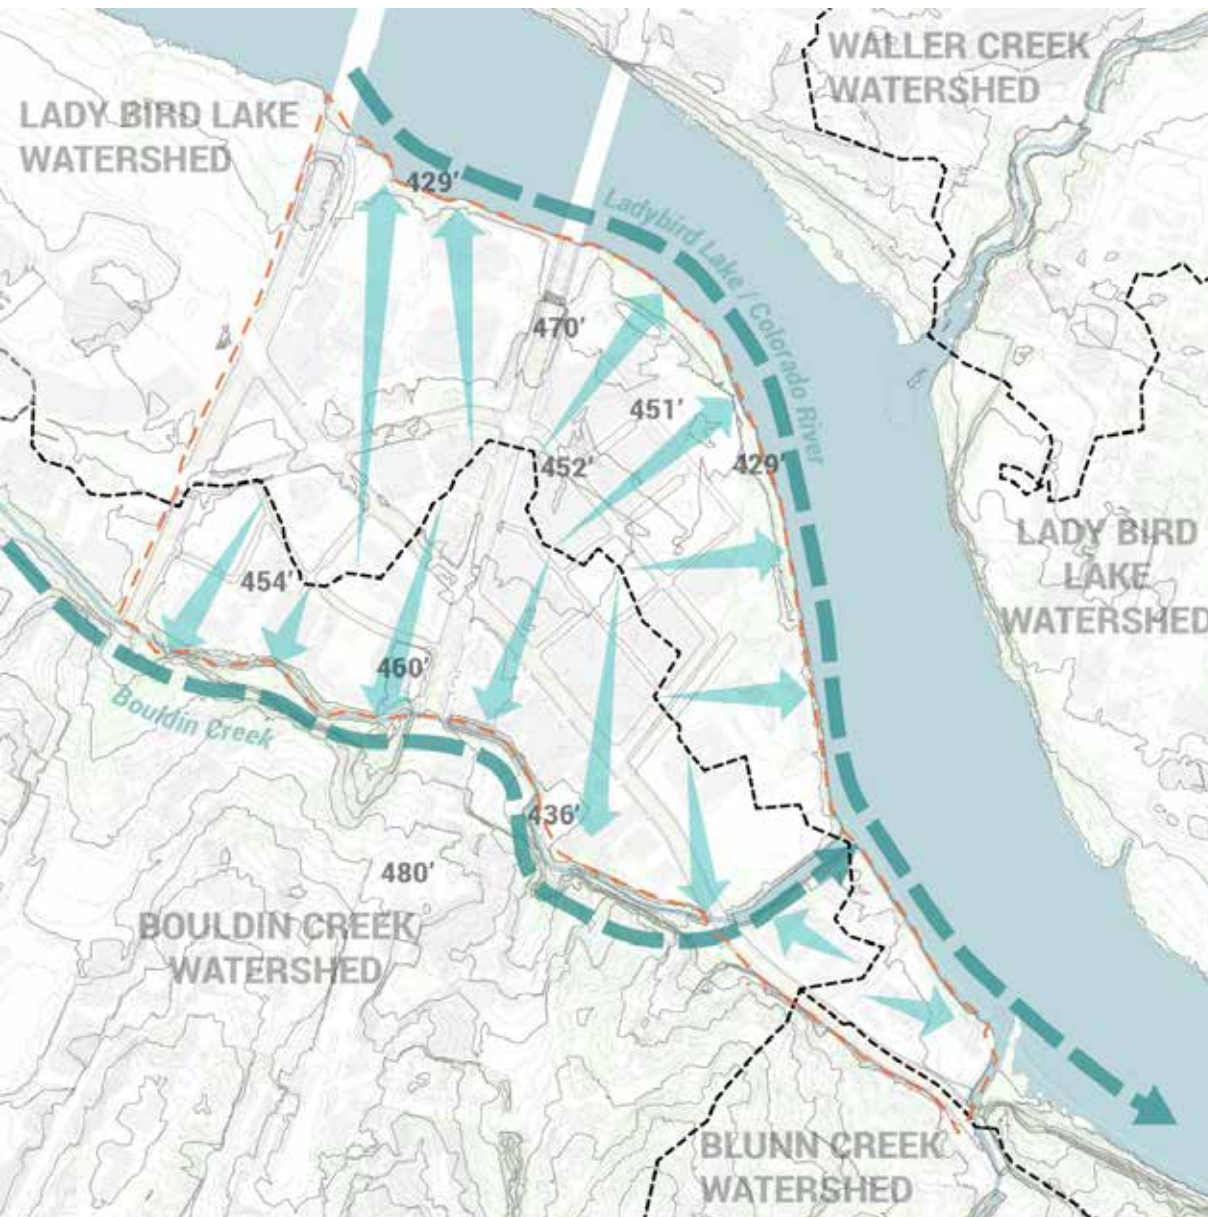 WALLER CREEK
WATERSHED
LADY BIRD LAKE
WATERSHED
429'
Ladybird Lake / Colorado River
470'
451'
452'
429'
LADY BIRD
LAKE
WATERSHED
454'
460'
Bouldin Creek
436'
480'
BOULDIN CREEK
WATERSHED
BLUNN CREEK
WATERSHED